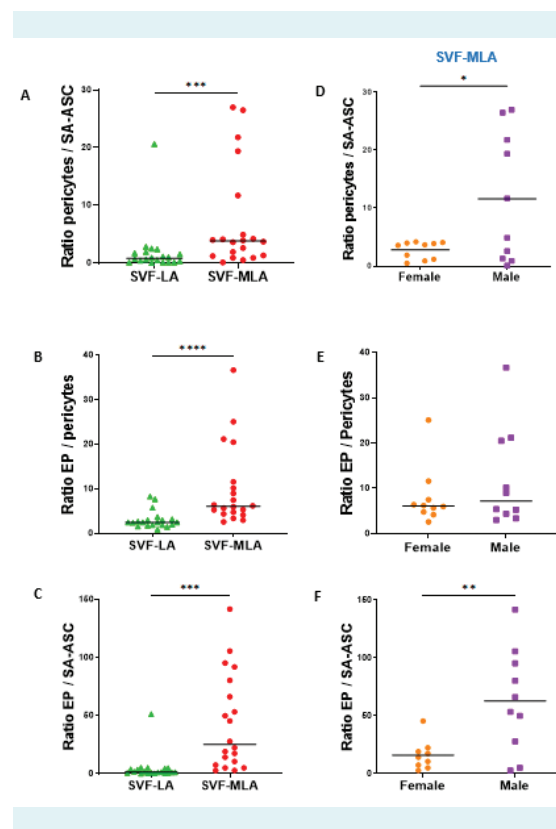 SVF-MLA
A
***
Ratio pericytes / SA-ASC
30
20
10
0
SVF-LA
SVF-MLA
D
*
Ratio pericytes / SA-ASC
30
20
10
0
Female
Male
B
****
Ratio EP / pericytes
40
30
20
10
0
SVF-LA
SVF-MLA
E
Ratio EP / Pericytes
40
30
20
10
0
Female
Male
C
***
Ratio EP / SA-ASC
150
100
50
0
SVF-LA
SVF-MLA
F
**
Ratio EP / SA-ASC
150
100
50
0
Female
Male